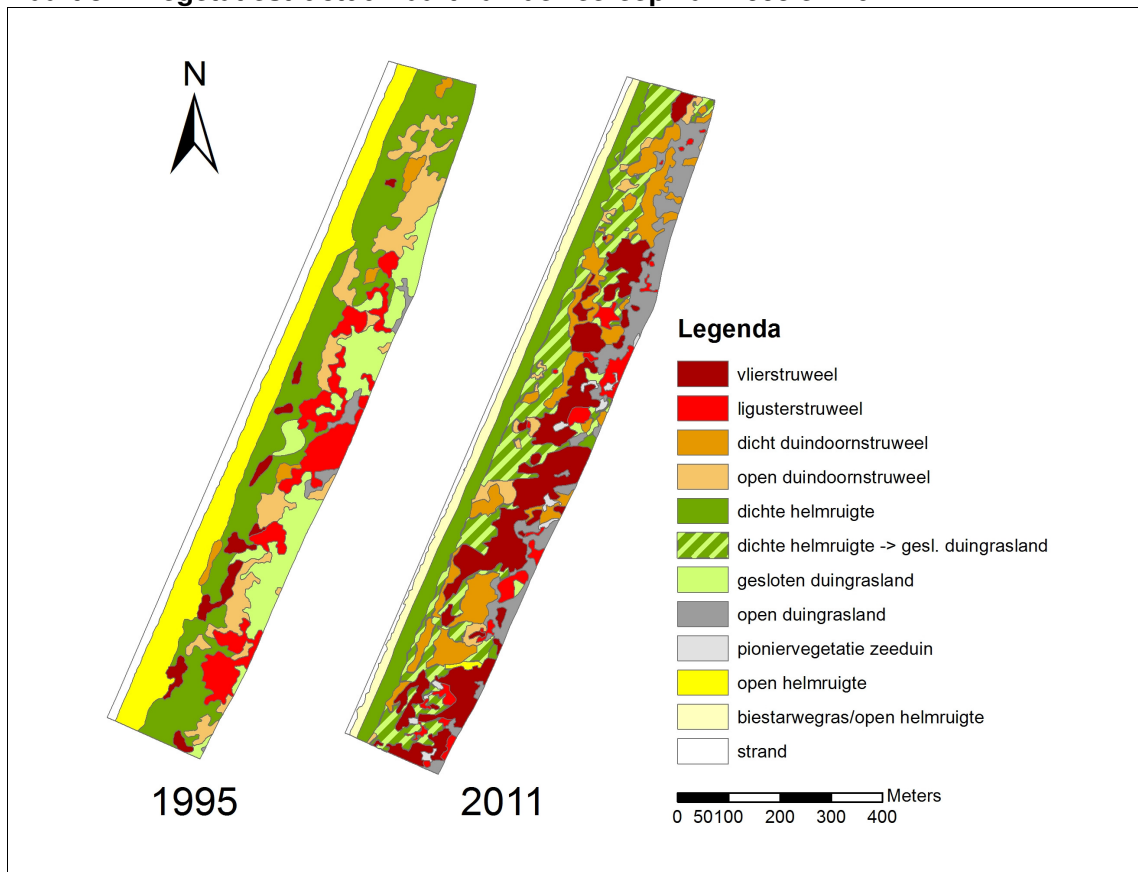 N
1995
2011
Legenda
vlierstruweel
ligusterstruweel
dicht duindoornstruweel
open duindoornstruweel
dichte helmruigte
dichte helmruigte -> gesl. duingrasland
gesloten duingrasland
open duingrasland
pioniervegetatie zeeduin
open helmruigte
biestarwegras/open helmruigte
strand
Meters
0 50100 200 300 400